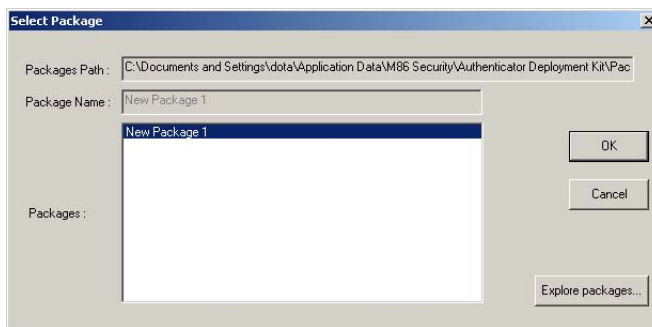 Select Package
Packages Path : C:\Documents and Settings\dota\Application Data\M86 Security\Authenticator Deployment Kit\Pac
Package Name : New Package 1
New Package 1
OK
Cancel
Packages :
Explore packages...